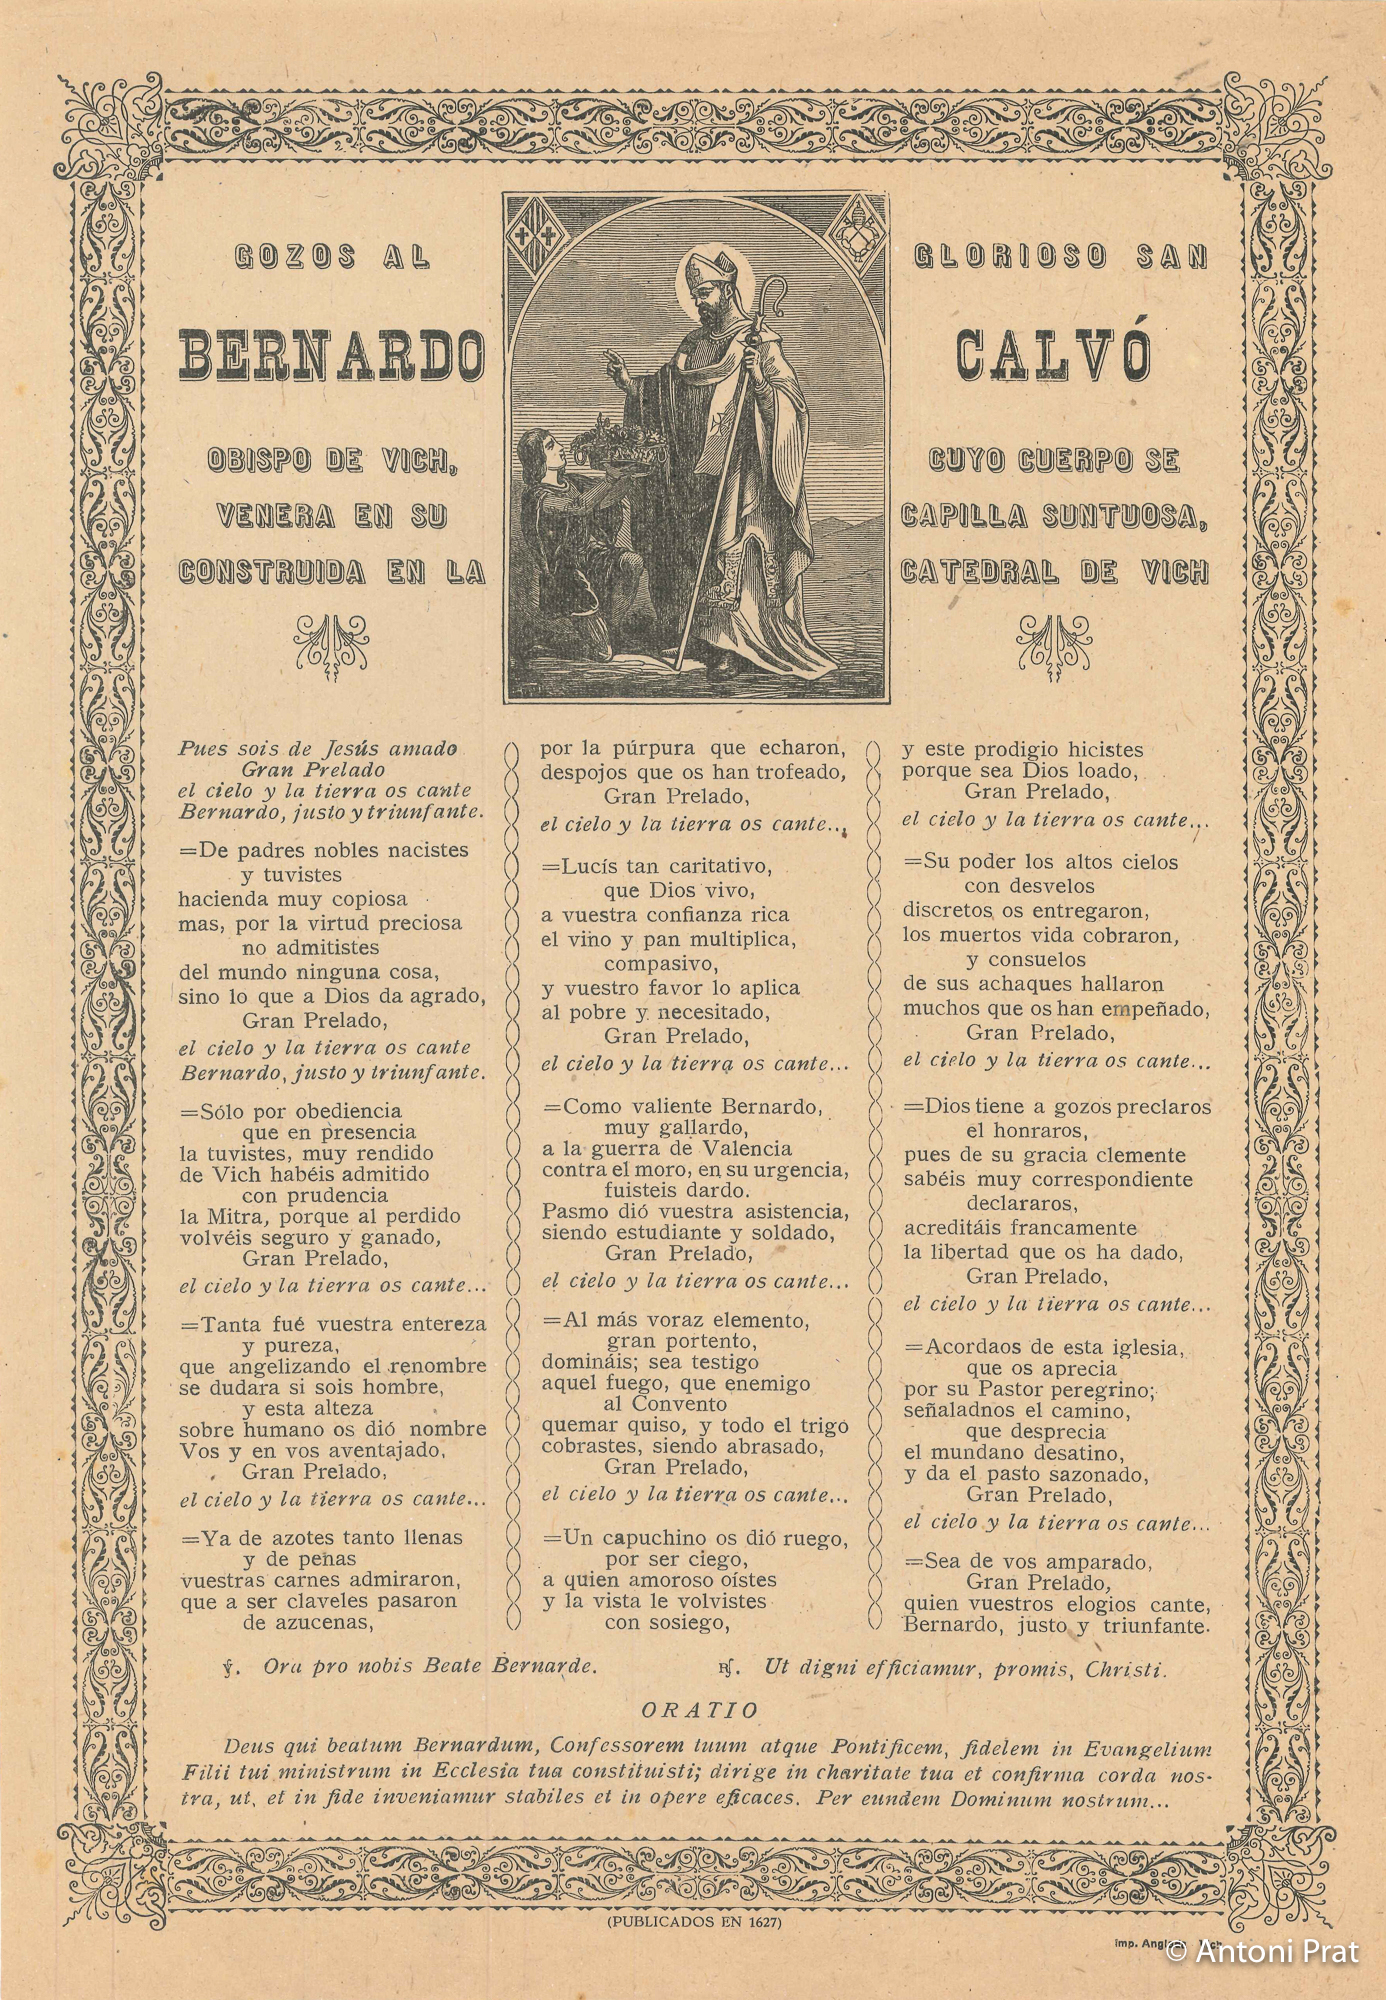 GOZOS AL GLORIOSO SAN
BERNARDO CALVÓ
OBISPO DE VICH, CUYO CUERPO SE
VENERA EN SU CAPILLA SUNTUOSA,
CONSTRUIDA EN LA CATEDRAL DE VICH
Pues sois de Jesús amado
Gran Prelado
el cielo y la tierra os cante
Bernardo, justo y triunfante.
=De padres nobles nacistes
y tuvistes
hacienda muy copiosa
mas, por la virtud preciosa
no admitistes
del mundo ninguna cosa,
sino lo que a Dios da agrado,
Gran Prelado,
el cielo y la tierra os cante
Bernardo, justo y triunfante.
=Sólo por obediencia
que en presencia
la tuvistes, muy rendido
de Vich habéis admitido
con prudencia
la Mitra, porque al perdido
volvéis seguro y ganado,
Gran Prelado,
el cielo y la tierra os cante...
=Tanta fué vuestra entereza
y pureza,
que angelizando el renombre
se dudara si sois hombre,
y esta alteza
sobre humano os dió nombre
Vos y en vos aventajado,
Gran Prelado,
el cielo y la tierra os cante...
=Ya de azotes tanto llenas
y de penas
vuestras carnes admiraron,
que a ser claveles pasaron
de azucenas,
por la púrpura que echaron,
despojos que os han trofeado,
Gran Prelado,
el cielo y la tierra os cante...
=Lucís tan caritativo,
que Dios vivo,
a vuestra confianza rica
el vino y pan multiplica,
compasivo,
y vuestro favor lo aplica
al pobre y necesitado,
Gran Prelado,
el cielo y la tierra os cante...
=Como valiente Bernardo,
muy gallardo,
a la guerra de Valencia
contra el moro, en su urgencia,
fuisteis dardo.
Pasmo dió vuestra asistencia,
siendo estudiante y soldado,
Gran Prelado,
el cielo y la tierra os cante...
=Al más voraz elemento,
gran portento,
domináis; sea testigo
aquel fuego, que enemigo
al Convento
quemar quiso, y todo el trigo
cobrastes, siendo abrasado,
Gran Prelado,
el cielo y la tierra os cante...
=Un capuchino os dió ruego,
por ser ciego,
a quien amoroso oístes
y la vista le volvistes
con sosiego,
y este prodigio hicistes
porque sea Dios loado,
Gran Prelado,
el cielo y la tierra os cante...
=Su poder los altos cielos
con desvelos
discretos os entregaron,
los muertos vida cobraron,
y consuelos
de sus achaques hallaron
muchos que os han empeñado,
Gran Prelado,
el cielo y la tierra os cante...
=Dios tiene a gozos preclaros
el honraros,
pues de su gracia clemente
sabéis muy correspondiente
declararos,
acreditáis francamente
la libertad que os ha dado,
Gran Prelado,
el cielo y la tierra os cante...
=Acordaos de esta iglesia,
que os aprecia
por su Pastor peregrino;
señaladnos el camino,
que desprecia
el mundano desatino,
y da el pasto sazonado,
Gran Prelado,
el cielo y la tierra os cante...
=Sea de vos amparado,
Gran Prelado,
quien vuestros elogios cante,
Bernardo, justo y triunfante.
℣. Ora pro nobis Beate Bernarde. ℟. Ut digni efficiamur, promis, Christi.
ORATIO
Deus qui beatum Bernardum, Confessorem tuum atque Pontificem, fidelem in Evangelium
Filii tui ministrum in Ecclesia tua constituisti; dirige in charitate tua et confirma corda nos-
tra, ut, et in fide inveniamur stabiles et in opere eficaces. Per eundem Dominum nostrum...
(PUBLICADOS EN 1627)
Imp.
© Antoni Prat